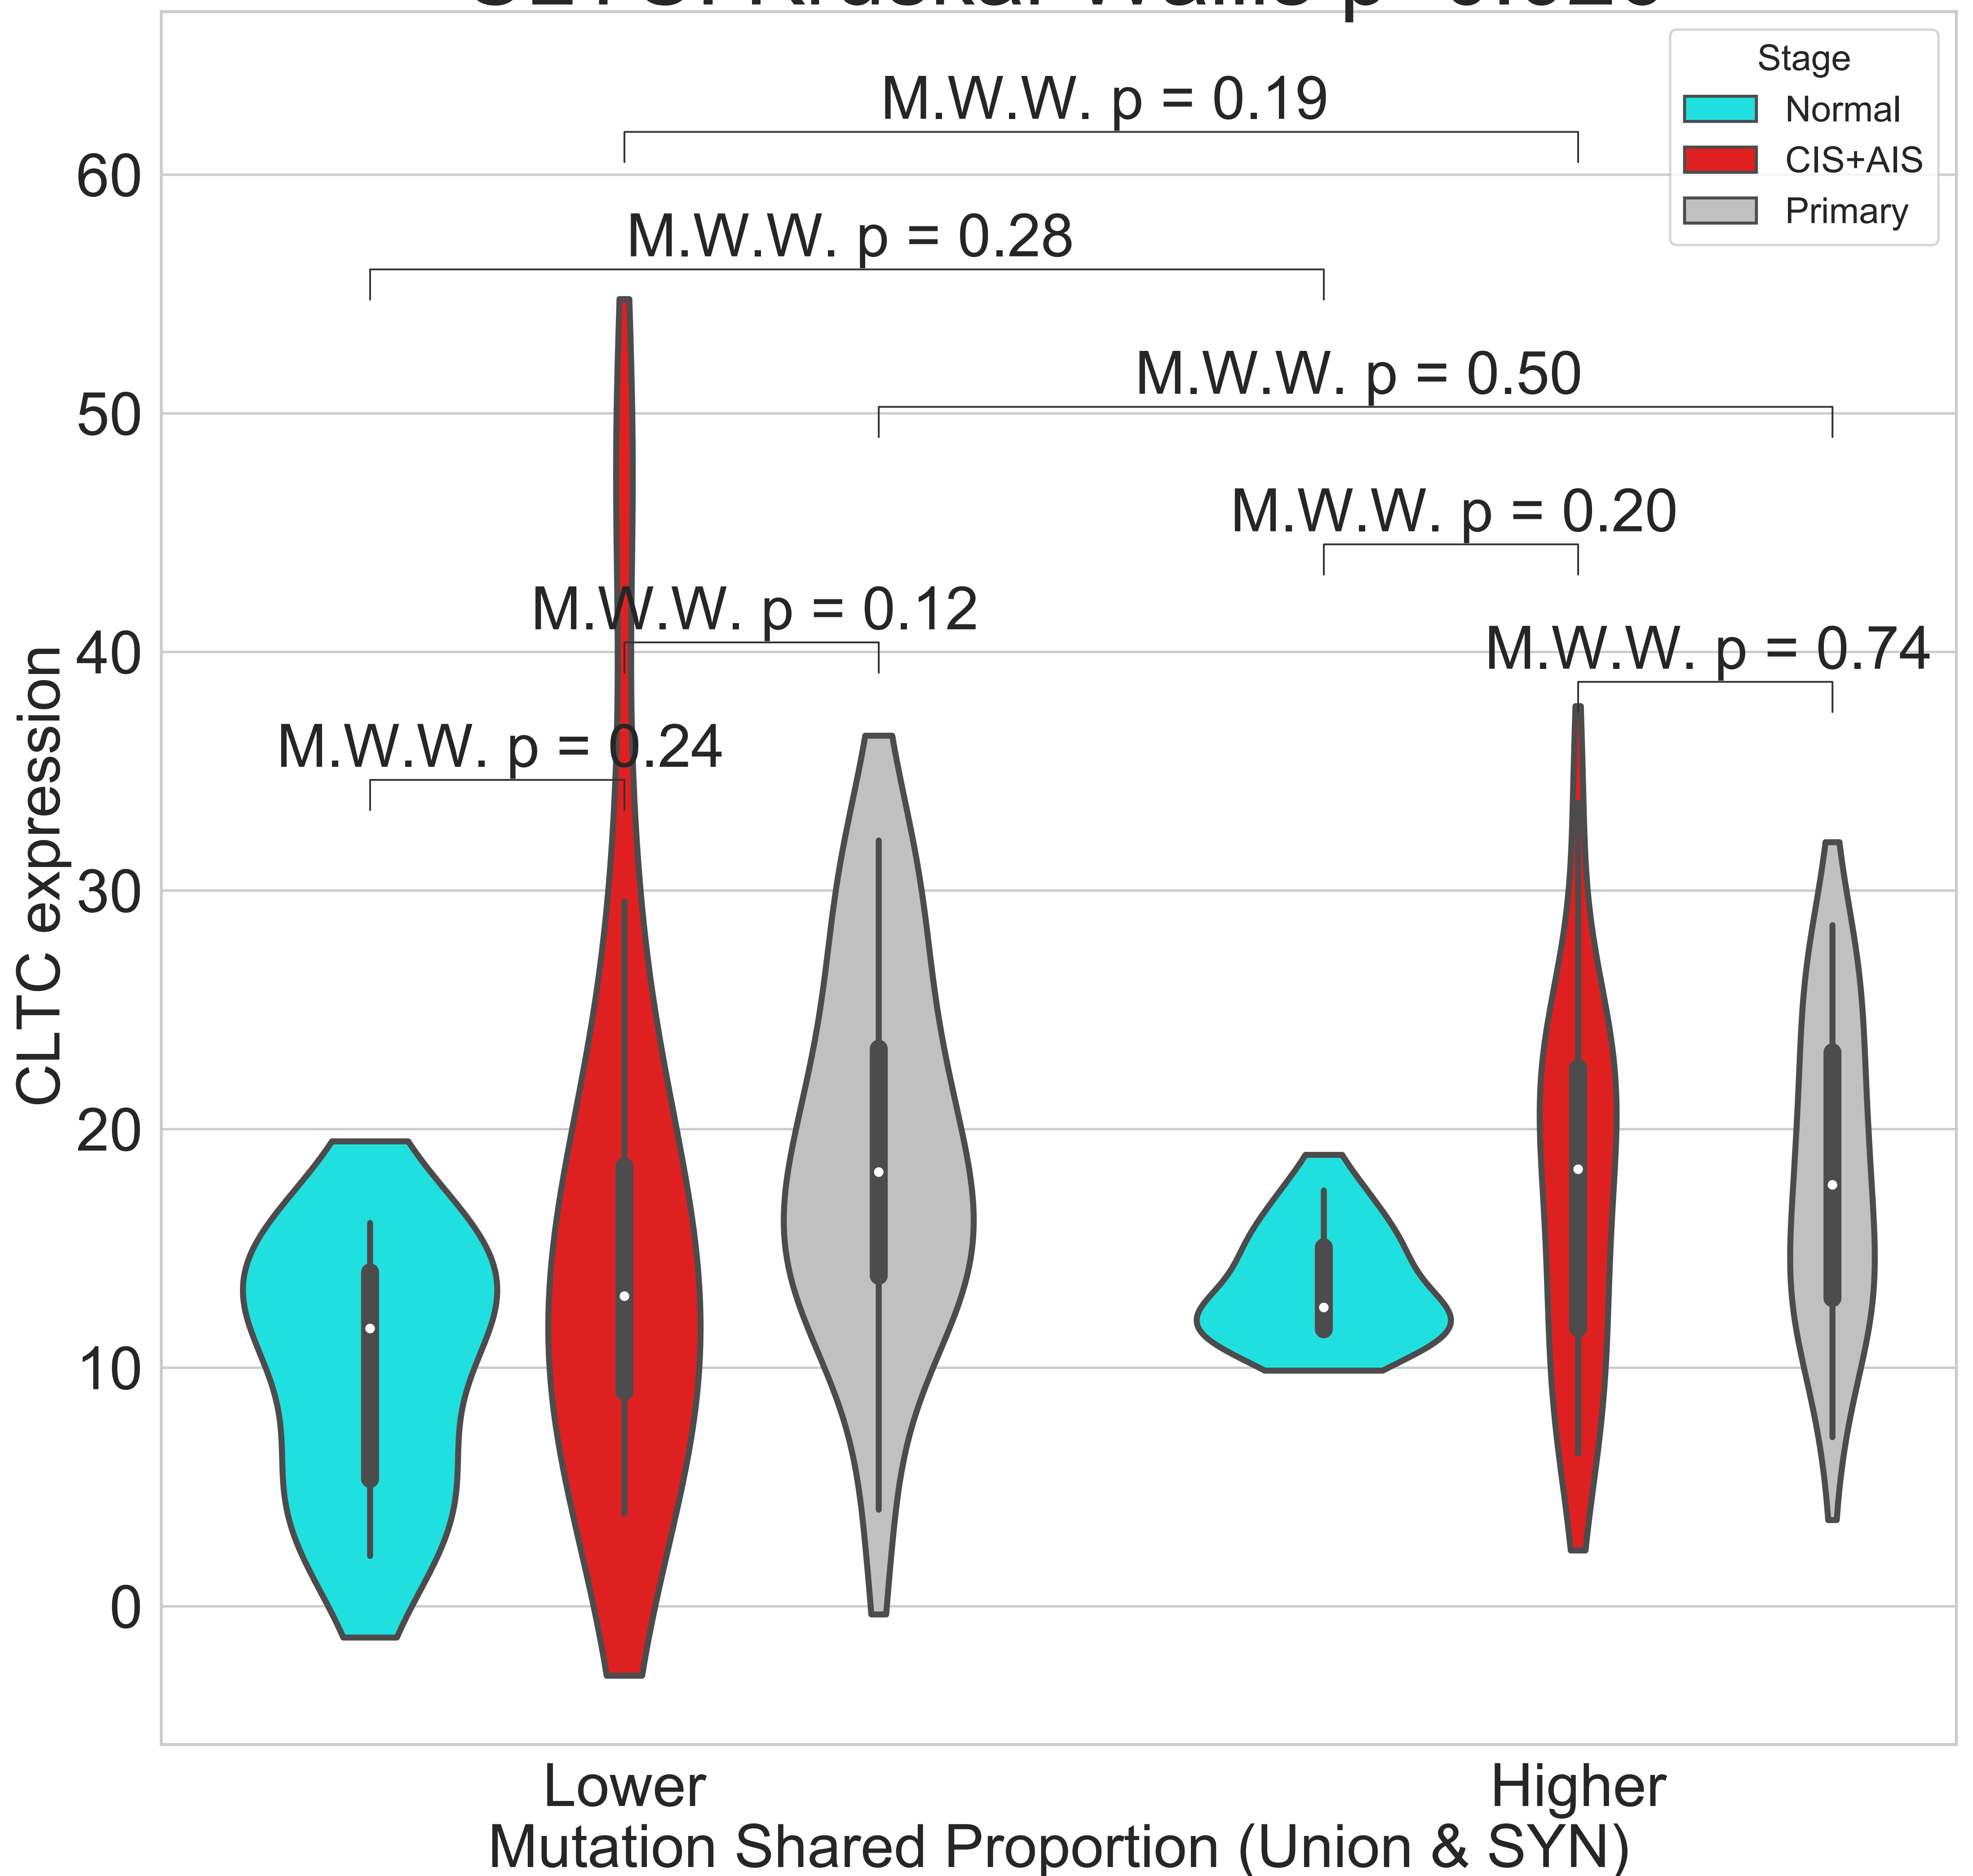 Stage
Normal
CIS+AIS
Primary
M.W.W. p = 0.19
M.W.W. p = 0.28
M.W.W. p = 0.50
M.W.W. p = 0.20
M.W.W. p = 0.12
M.W.W. p = 0.74
M.W.W. p = 0.24
60
50
40
30
20
10
0
CLTC expression
Lower
Higher
Mutation Shared Proportion (Union & SYN)